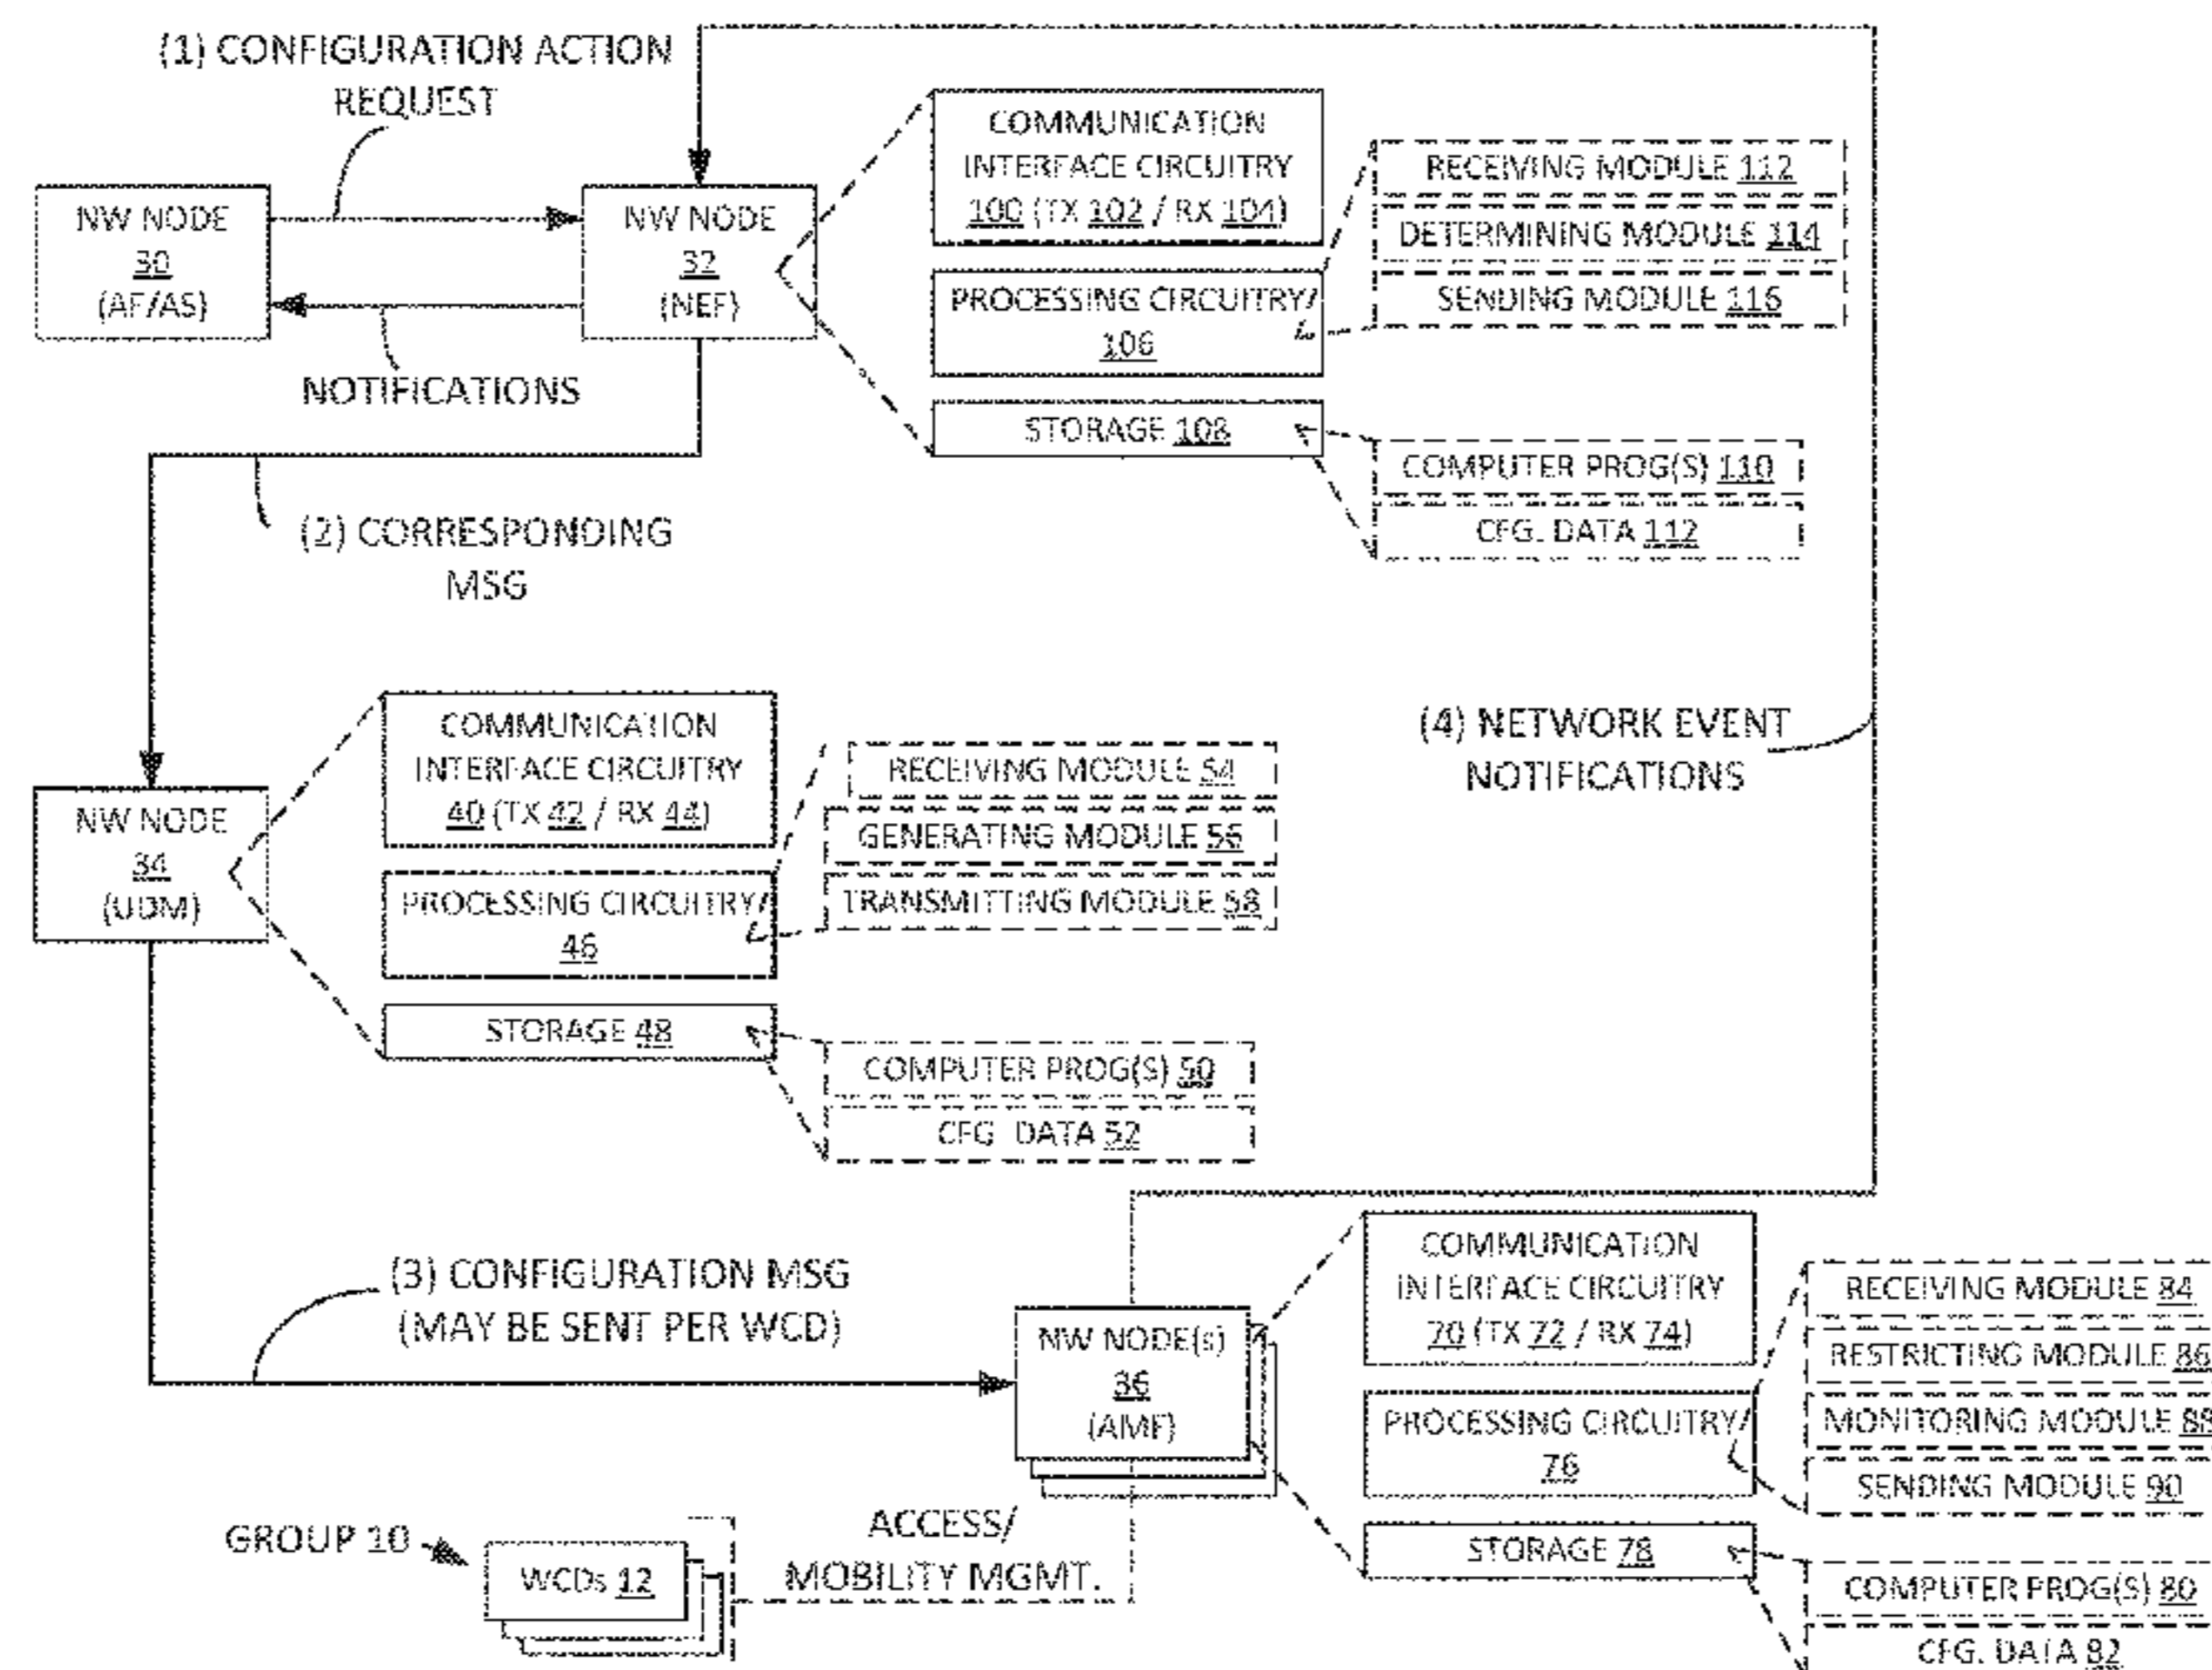 (1) CONFIGURATION ACTION
REQUEST
NW NODE
30
(AF/AS)
NW NODE
32
(NEF)
NOTIFICATIONS
COMMUNICATION
INTERFACE CIRCUITRY
100 (TX 102 / RX 104)
PROCESSING CIRCUITRY/
106
STORAGE 108
RECEIVING MODULE 112
DETERMINING MODULE 114
SENDING MODULE 116
COMPUTER PROG(S) 110
CFG. DATA 112
(2) CORRESPONDING
MSG
NW NODE
34
(UDM)
COMMUNICATION
INTERFACE CIRCUITRY
40 (TX 42 / RX 44)
PROCESSING CIRCUITRY/
46
STORAGE 48
RECEIVING MODULE 54
GENERATING MODULE 56
TRANSMITTING MODULE 58
COMPUTER PROG(S) 50
CFG. DATA 52
(4) NETWORK EVENT
NOTIFICATIONS
(3) CONFIGURATION MSG
(MAY BE SENT PER WCD)
NW NODE(s)
36
(AMF)
COMMUNICATION
INTERFACE CIRCUITRY
70 (TX 72 / RX 74)
PROCESSING CIRCUITRY/
76
STORAGE 78
RECEIVING MODULE 84
RESTRICTING MODULE 86
MONITORING MODULE 88
SENDING MODULE 90
COMPUTER PROG(S) 80
CFG. DATA 82
GROUP 10
WCDs 12
ACCESS/
MOBILITY MGMT.